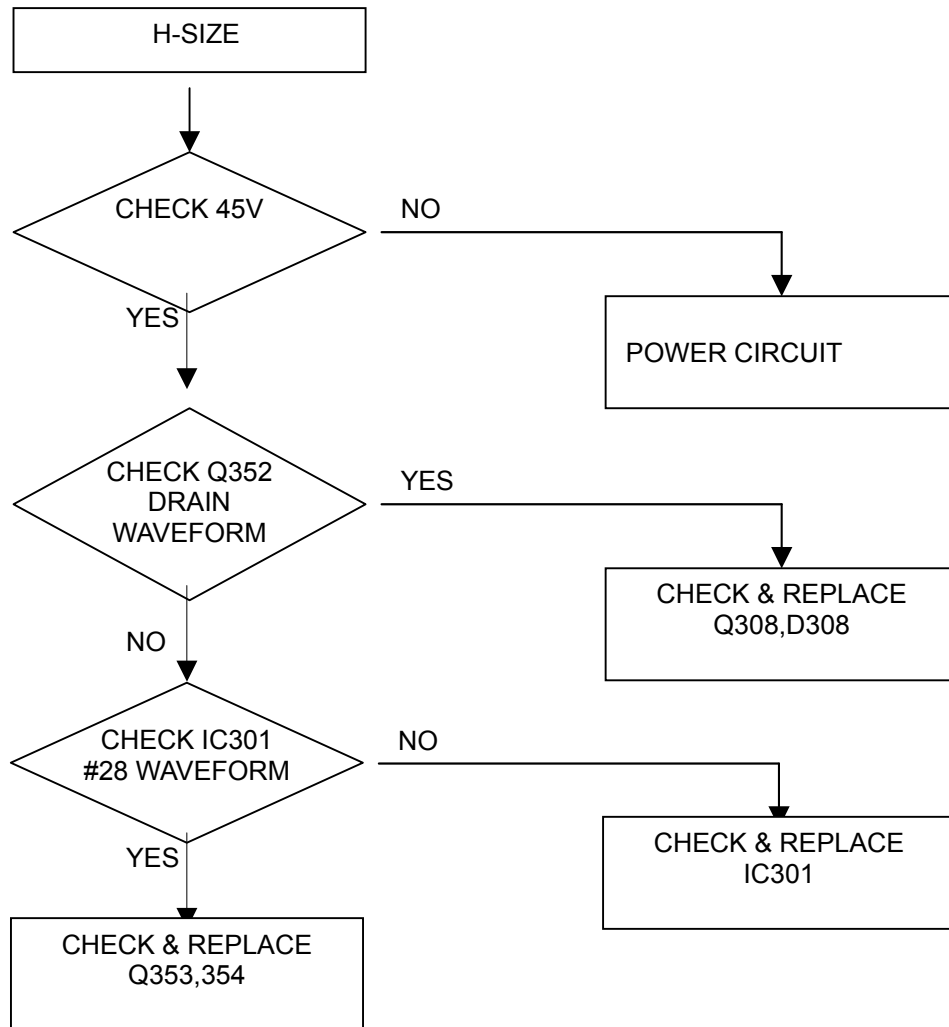 H-SIZE
CHECK 45V
NO
YES
POWER CIRCUIT
CHECK Q352
DRAIN
WAVEFORM
YES
CHECK & REPLACE
Q308,D308
NO
CHECK IC301
#28 WAVEFORM
NO
CHECK & REPLACE
IC301
YES
CHECK & REPLACE
Q353,354